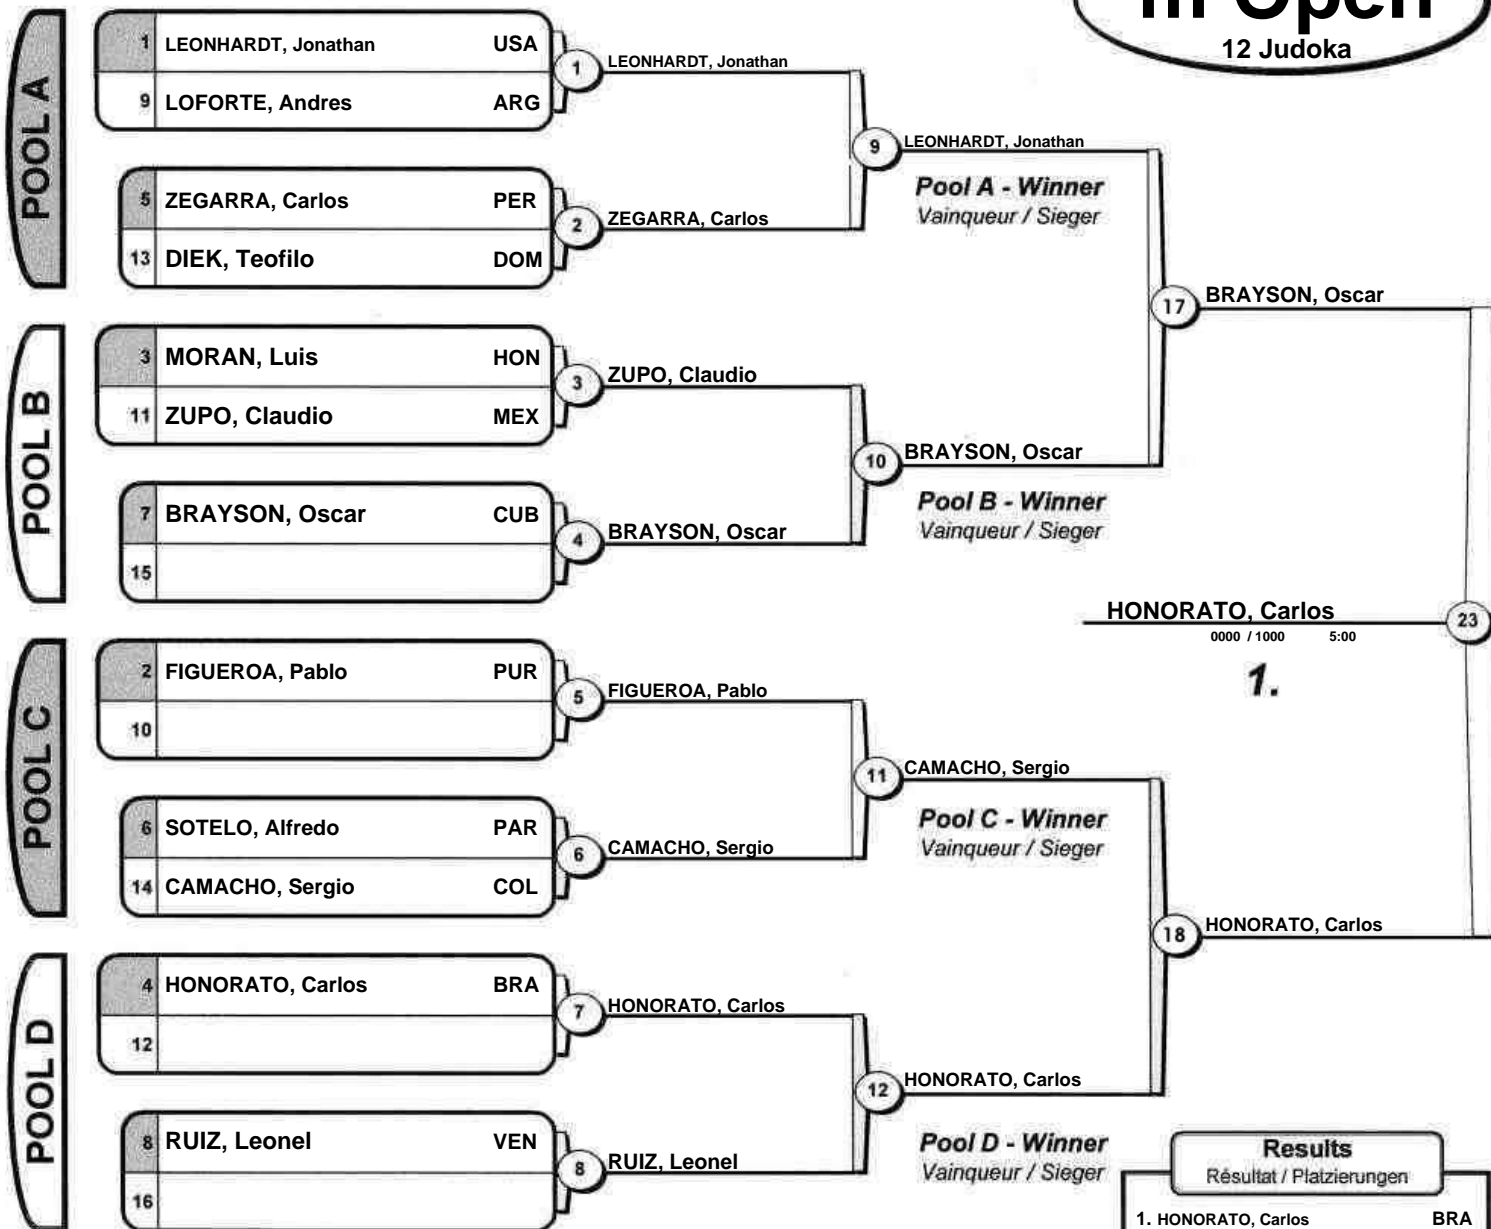 12 Judoka
POOL A
1 LEONHARDT, Jonathan USA
9 LOFORTE, Andres ARG
5 ZEGARRA, Carlos PER
13 DIEK, Teofilo DOM
1 LEONHARDT, Jonathan
2 ZEGARRA, Carlos
9 LEONHARDT, Jonathan
Pool A - Winner
Vainqueur / Sieger
POOL B
3 MORAN, Luis HON
11 ZUPO, Claudio MEX
7 BRAYSON, Oscar CUB
15
3 ZUPO, Claudio
4 BRAYSON, Oscar
10 BRAYSON, Oscar
Pool B - Winner
Vainqueur / Sieger
17 BRAYSON, Oscar
POOL C
2 FIGUEROA, Pablo PUR
10
6 SOTELO, Alfredo PAR
14 CAMACHO, Sergio COL
5 FIGUEROA, Pablo
6 CAMACHO, Sergio
11 CAMACHO, Sergio
Pool C - Winner
Vainqueur / Sieger
POOL D
4 HONORATO, Carlos BRA
12
8 RUIZ, Leonel VEN
16
7 HONORATO, Carlos
8 RUIZ, Leonel
12 HONORATO, Carlos
Pool D - Winner
Vainqueur / Sieger
18 HONORATO, Carlos
HONORATO, Carlos 23
0000 / 1000 5:00
1.
Results
Résultat / Platzierungen
1. HONORATO, Carlos BRA